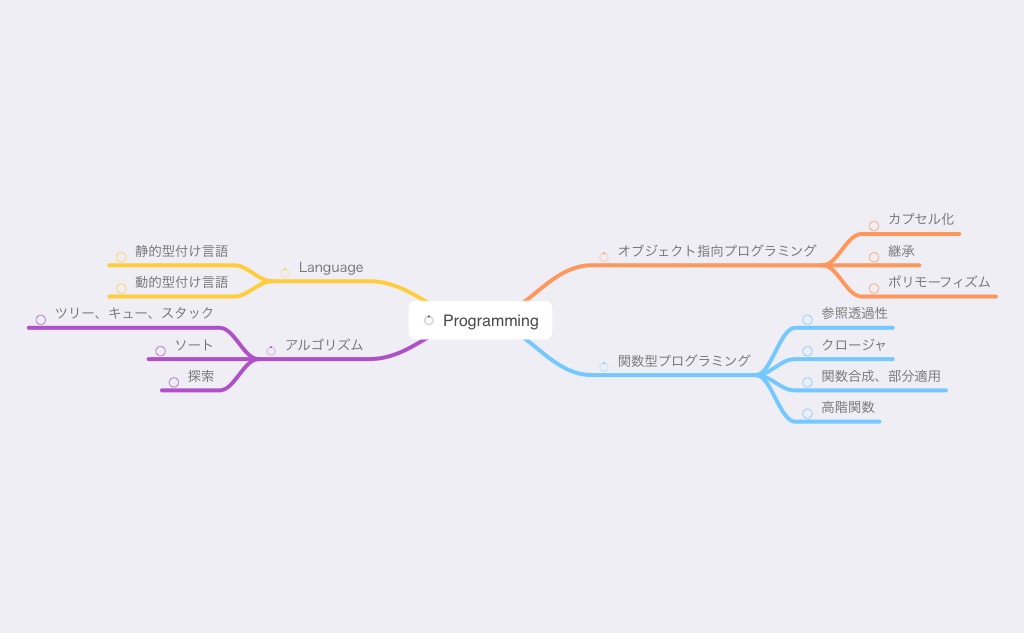 Programming
オブジェクト指向プログラミング
カプセル化
継承
ポリモーフィズム
関数型プログラミング
参照透過性
クロージャ
関数合成、部分適用
高階関数
Language
静的型付け言語
動的型付け言語
アルゴリズム
ツリー、キュー、スタック
ソート
探索